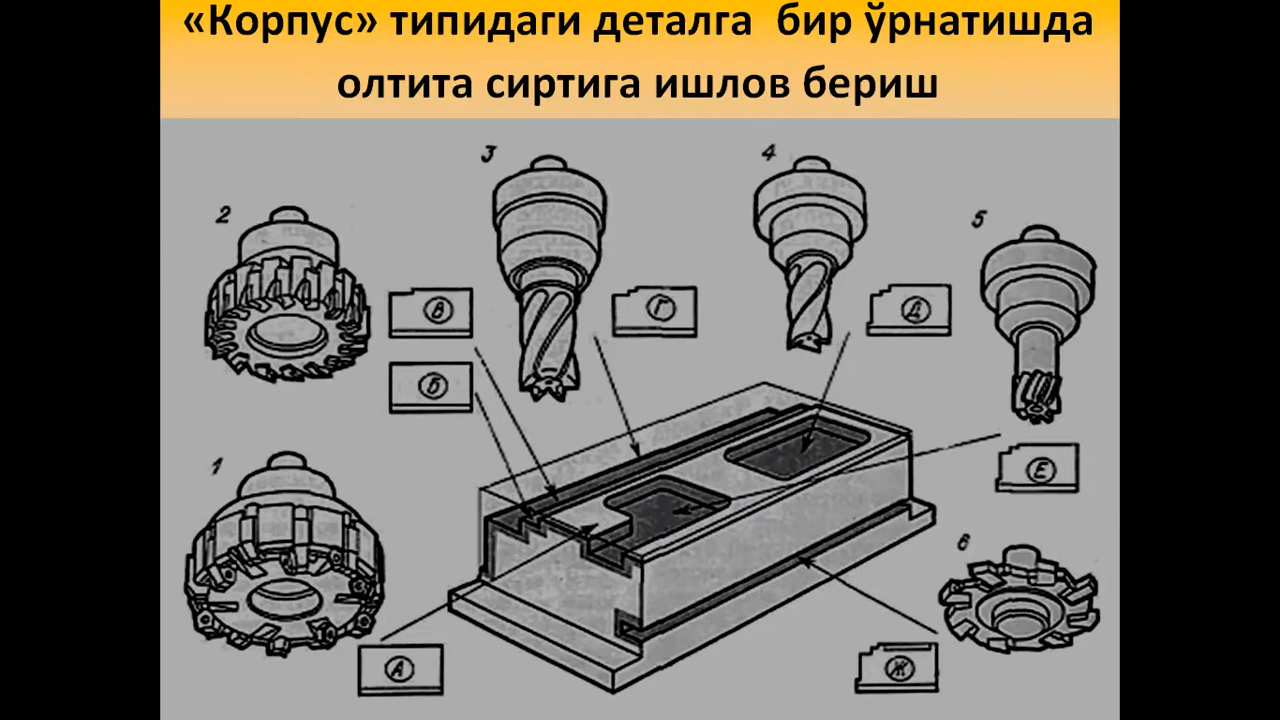 «Корпус» типидаги деталга бир ўрнатишда
олтита сиртига ишлов бериш
3
4
2
5
В
Г
Д
Б
1
Е
6
А
Ж